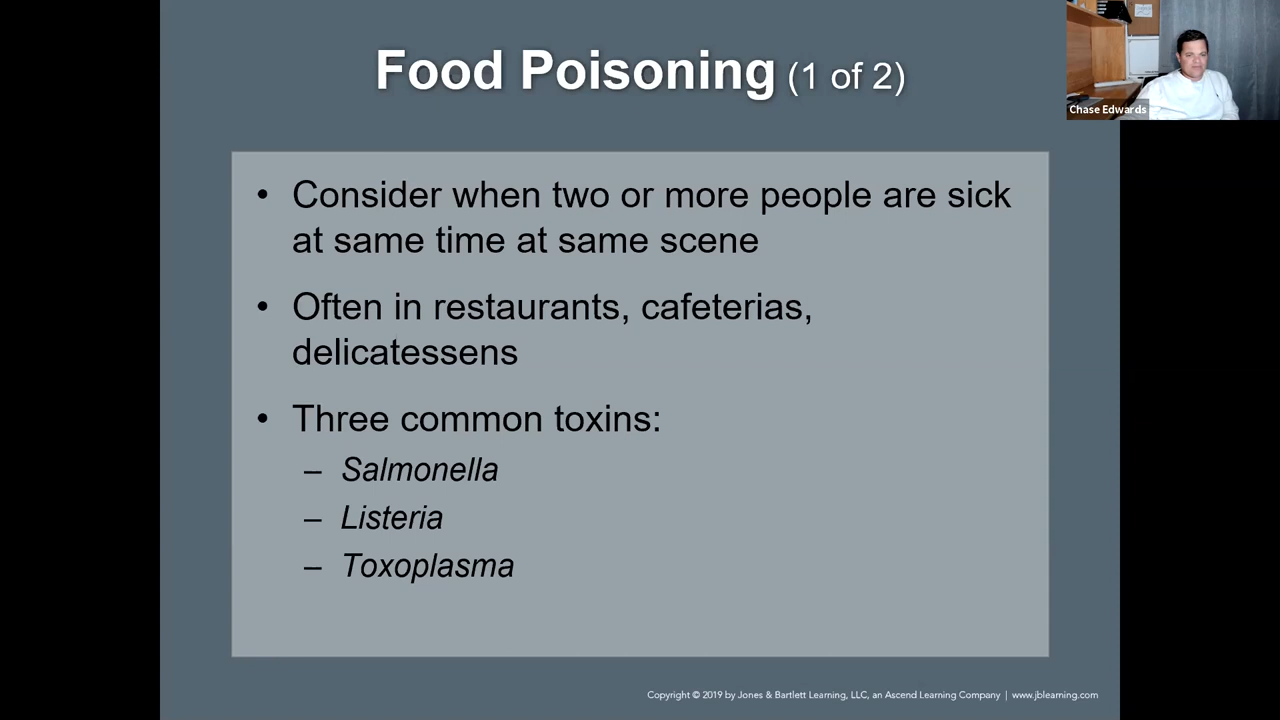 Food Poisoning (1 of 2)
Chase Edwards
• Consider when two or more people are sick
at same time at same scene
• Often in restaurants, cafeterias,
delicatessens
• Three common toxins:
– Salmonella
– Listeria
– Toxoplasma
Copyright © 2019 by Jones & Bartlett Learning, LLC, an Ascend Learning Company | www.jblearning.com